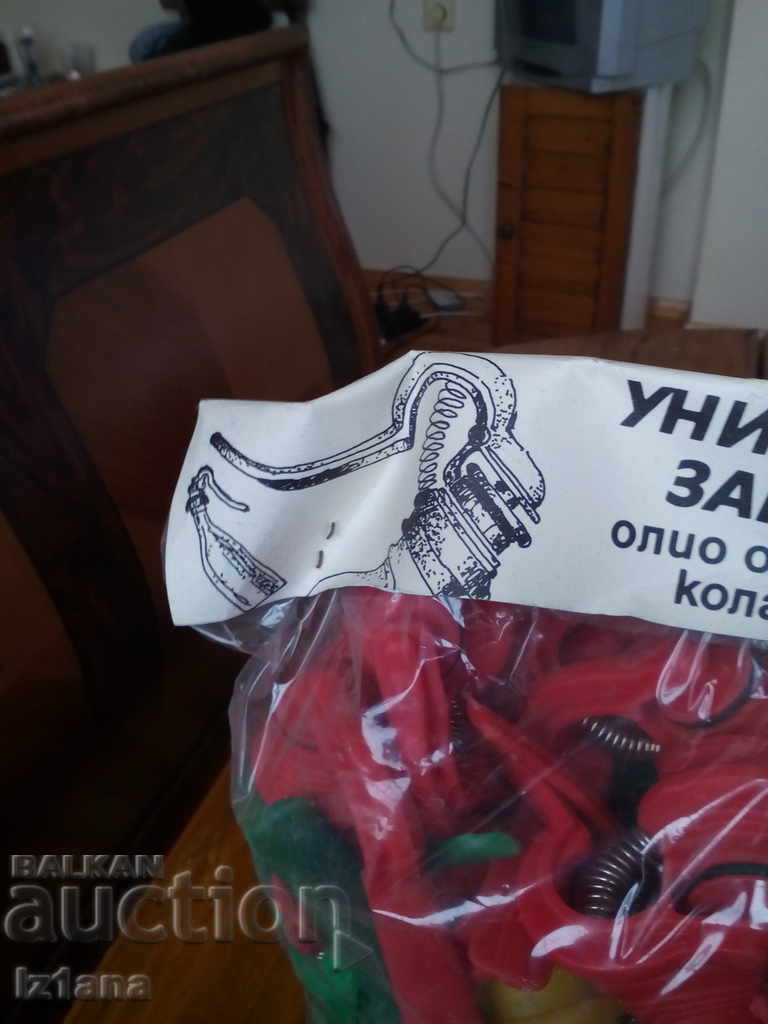 УНИ
ЗА
олио о
кола
BALKAN
auction
Iz1ana